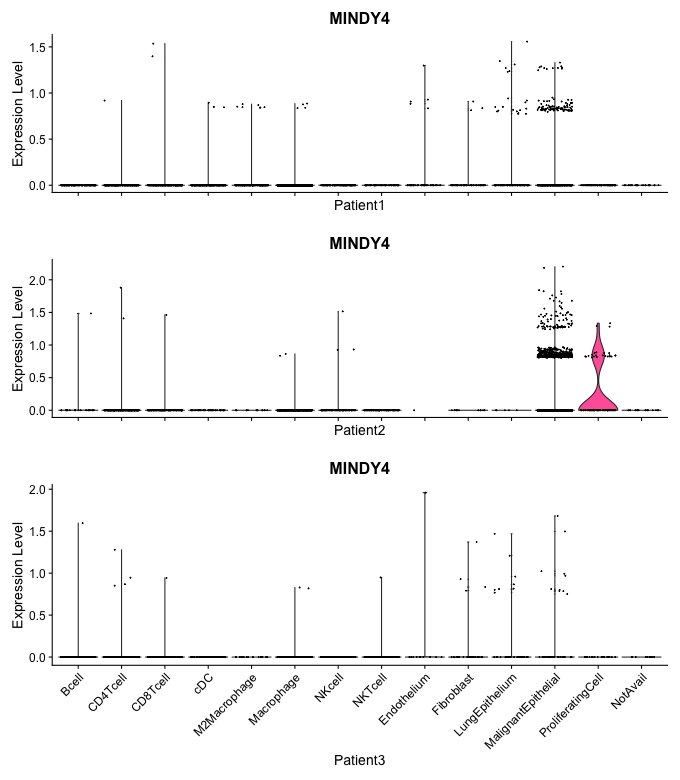 MINDY4
Expression Level
1.5
1.0
0.5
0.0
Patient1
MINDY4
Expression Level
2.0
1.5
1.0
0.5
0.0
Patient2
MINDY4
Expression Level
2.0
1.5
1.0
0.5
0.0
Bcell
CD4Tcell
CD8Tcell
cDC
M2Macrophage
Macrophage
NKcell
NKTcell
Endothelium
Fibroblast
LungEpithelium
MalignantEpithelial
ProliferatingCell
NotAvail
Patient3